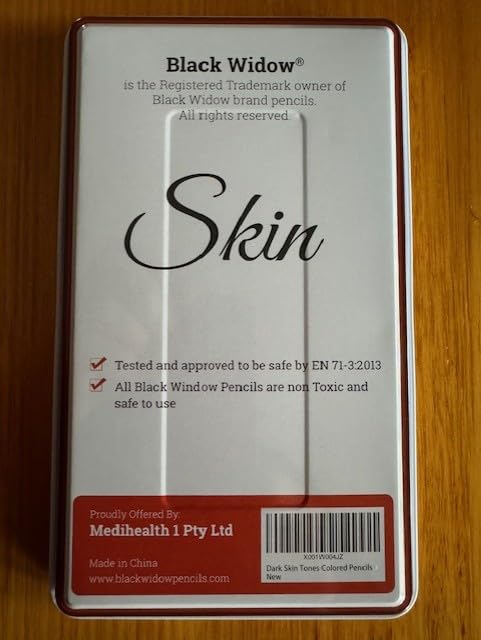 Black Widow®
is the Registered Trademark owner of
Black Widow brand pencils.
All rights reserved
Skin
Tested and approved to be safe by EN 71-3:2013
All Black Window Pencils are non Toxic and
safe to use
Proudly Offered By:
Medihealth 1 Pty Ltd
Made in China
www.blackwidowpencils.com
X001W004JZ
Dark Skin Tones Colored Pencils
New